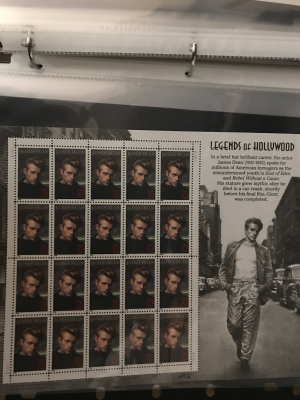 LEGENDS OF HOLLYWOOD
In a brief but brilliant career, the actor
James Dean (1931-1955) spoke for
millions of American teenagers as the
misunderstood youth in East of Eden
and Rebel Without a Cause.
His stature grew mythic after he
died in a car crash, shortly
before his final film, Giant,
was completed.